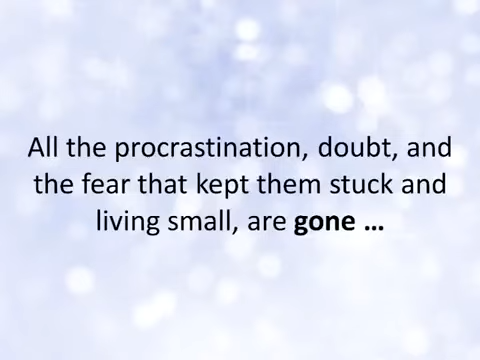 All the procrastination, doubt, and
the fear that kept them stuck and
living small, are gone ...